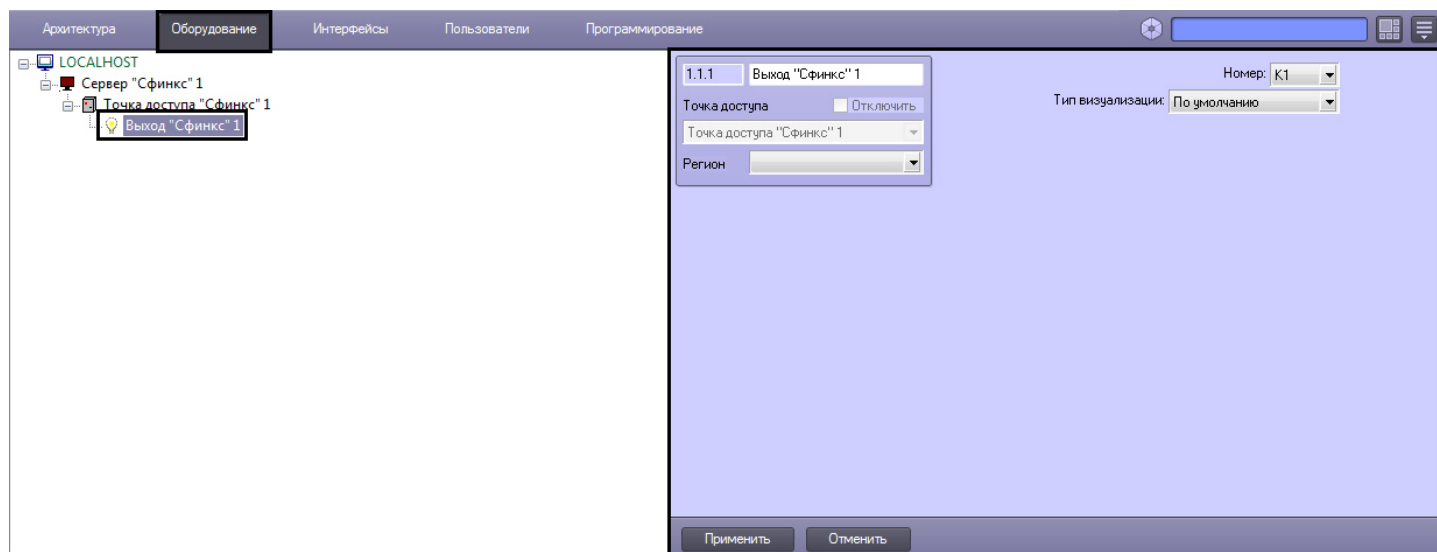 Архитектура Оборудование Интерфейсы Пользователи Программирование
LOCALHOST
Сервер "Сфинкс" 1
Точка доступа "Сфинкс" 1
Выход "Сфинкс" 1
1.1.1 Выход "Сфинкс" 1
Точка доступа Отключить
Точка доступа "Сфинкс" 1
Регион
Номер: K1
Тип визуализации: По умолчанию
Применить Отменить